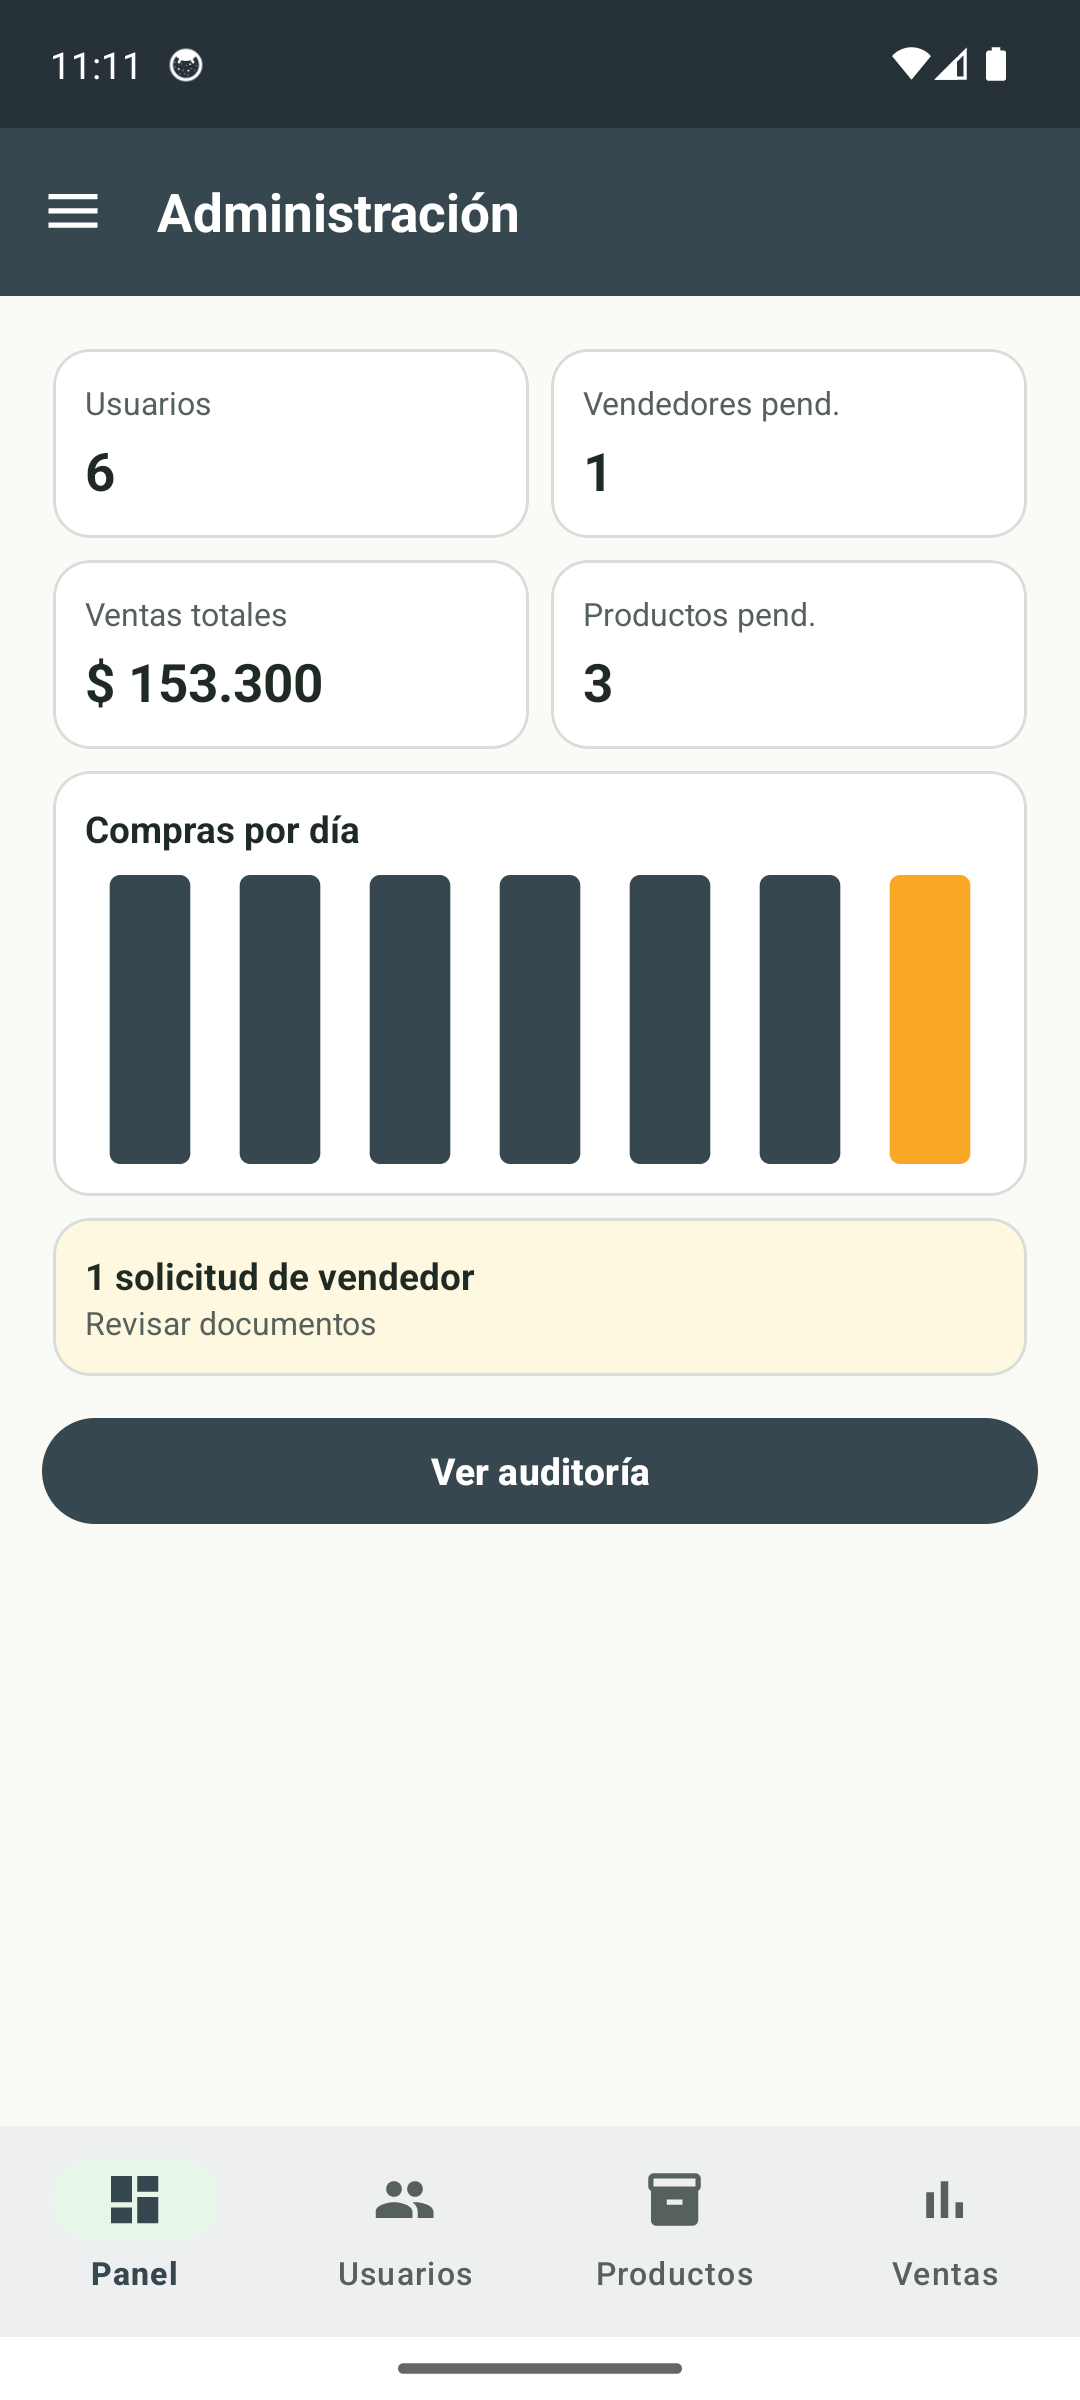 11:11
Administración
Usuarios
6
Vendedores pend.
1
Ventas totales
$ 153.300
Productos pend.
3
Compras por día
1 solicitud de vendedor
Revisar documentos
Ver auditoría
Panel
Usuarios
Productos
Ventas